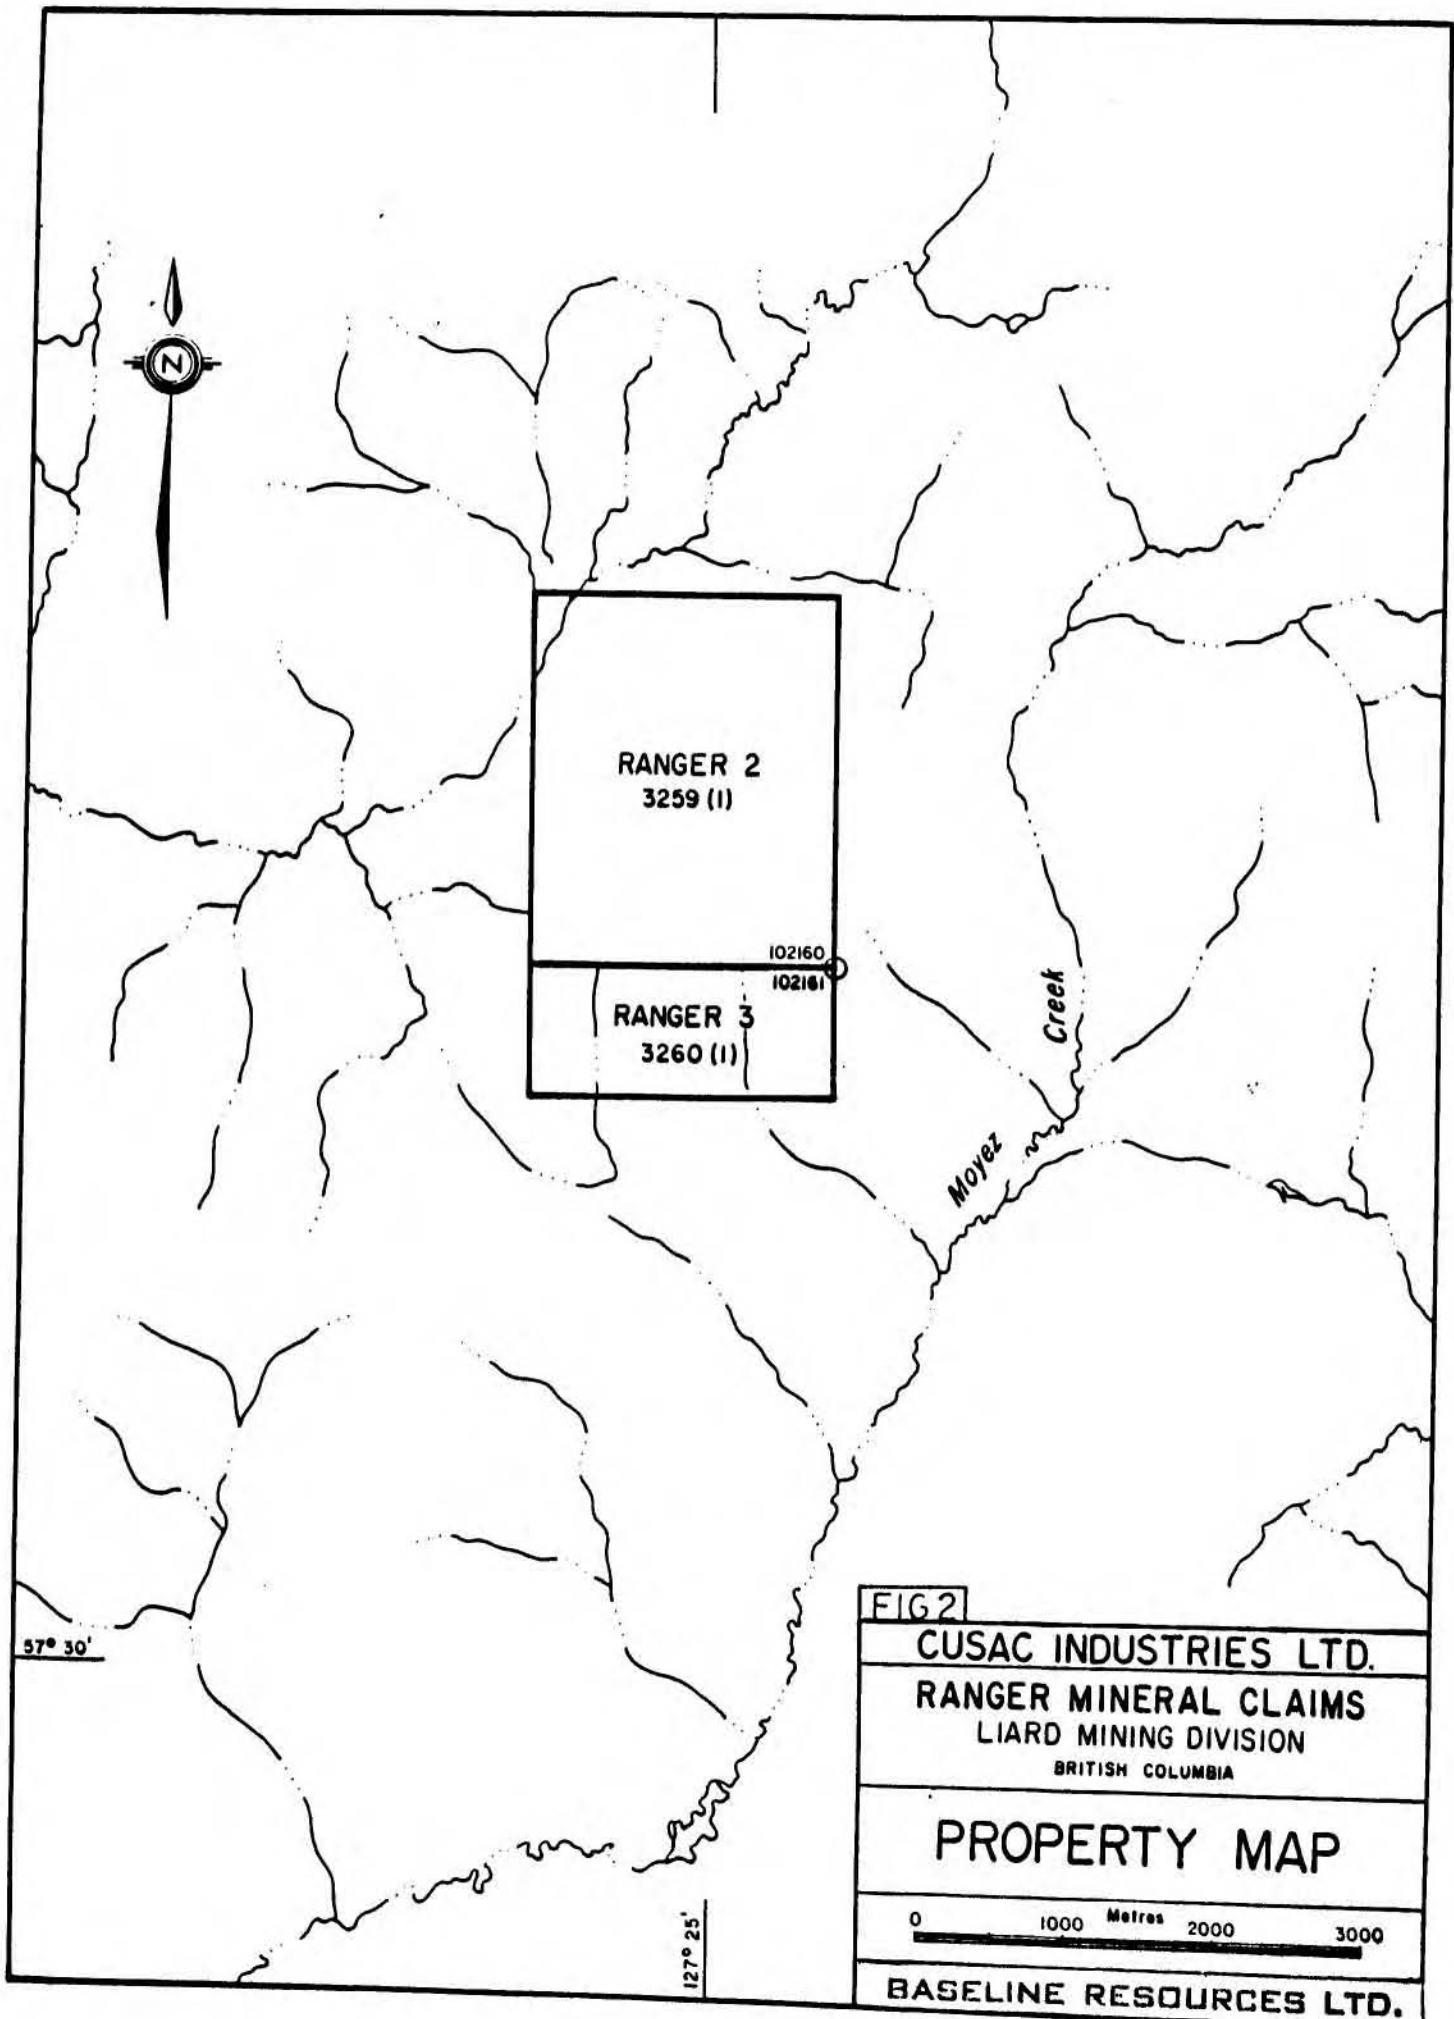 N
RANGER 2
3259 (1)
102160
102161
RANGER 3
3260 (1)
Creek
Moyez
57° 30'
127° 25'
FIG 2
CUSAC INDUSTRIES LTD.
RANGER MINERAL CLAIMS
LIARD MINING DIVISION
BRITISH COLUMBIA
PROPERTY MAP
Metres
0 1000 2000 3000
BASELINE RESOURCES LTD.